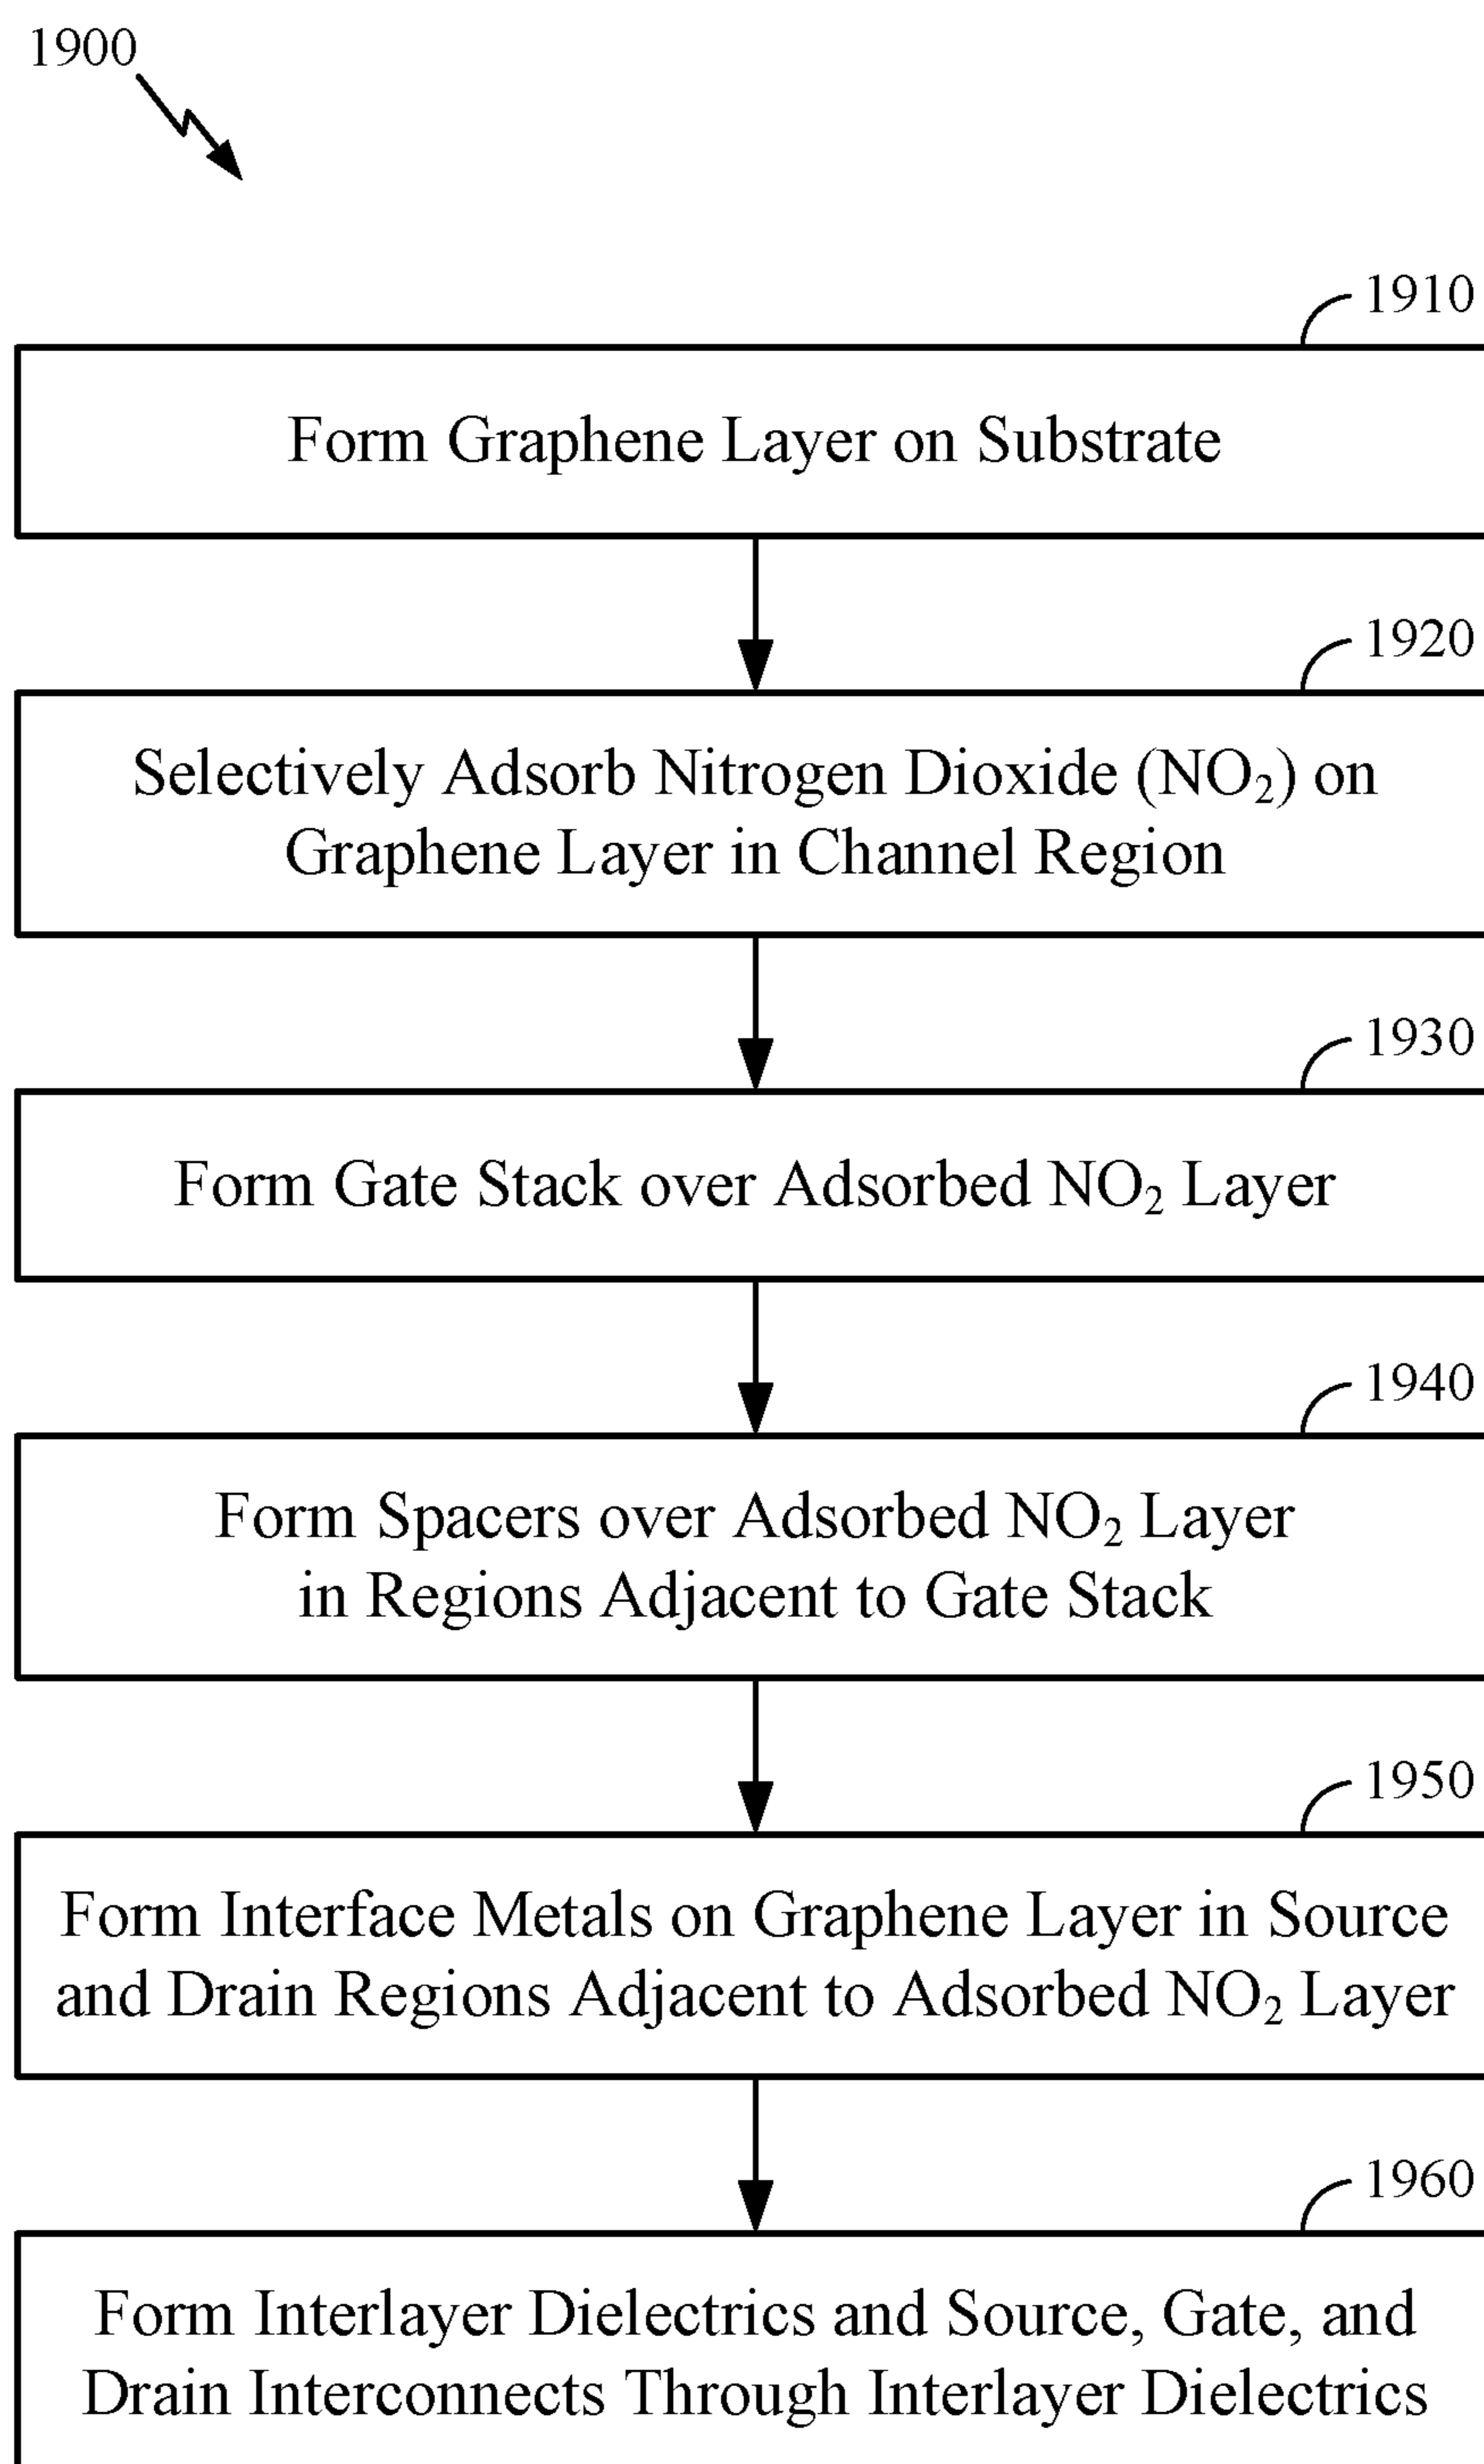 1900
1910
Form Graphene Layer on Substrate
1920
Selectively Adsorb Nitrogen Dioxide (NO₂) on
Graphene Layer in Channel Region
1930
Form Gate Stack over Adsorbed NO₂ Layer
1940
Form Spacers over Adsorbed NO₂ Layer
in Regions Adjacent to Gate Stack
1950
Form Interface Metals on Graphene Layer in Source
and Drain Regions Adjacent to Adsorbed NO₂ Layer
1960
Form Interlayer Dielectrics and Source, Gate, and
Drain Interconnects Through Interlayer Dielectrics